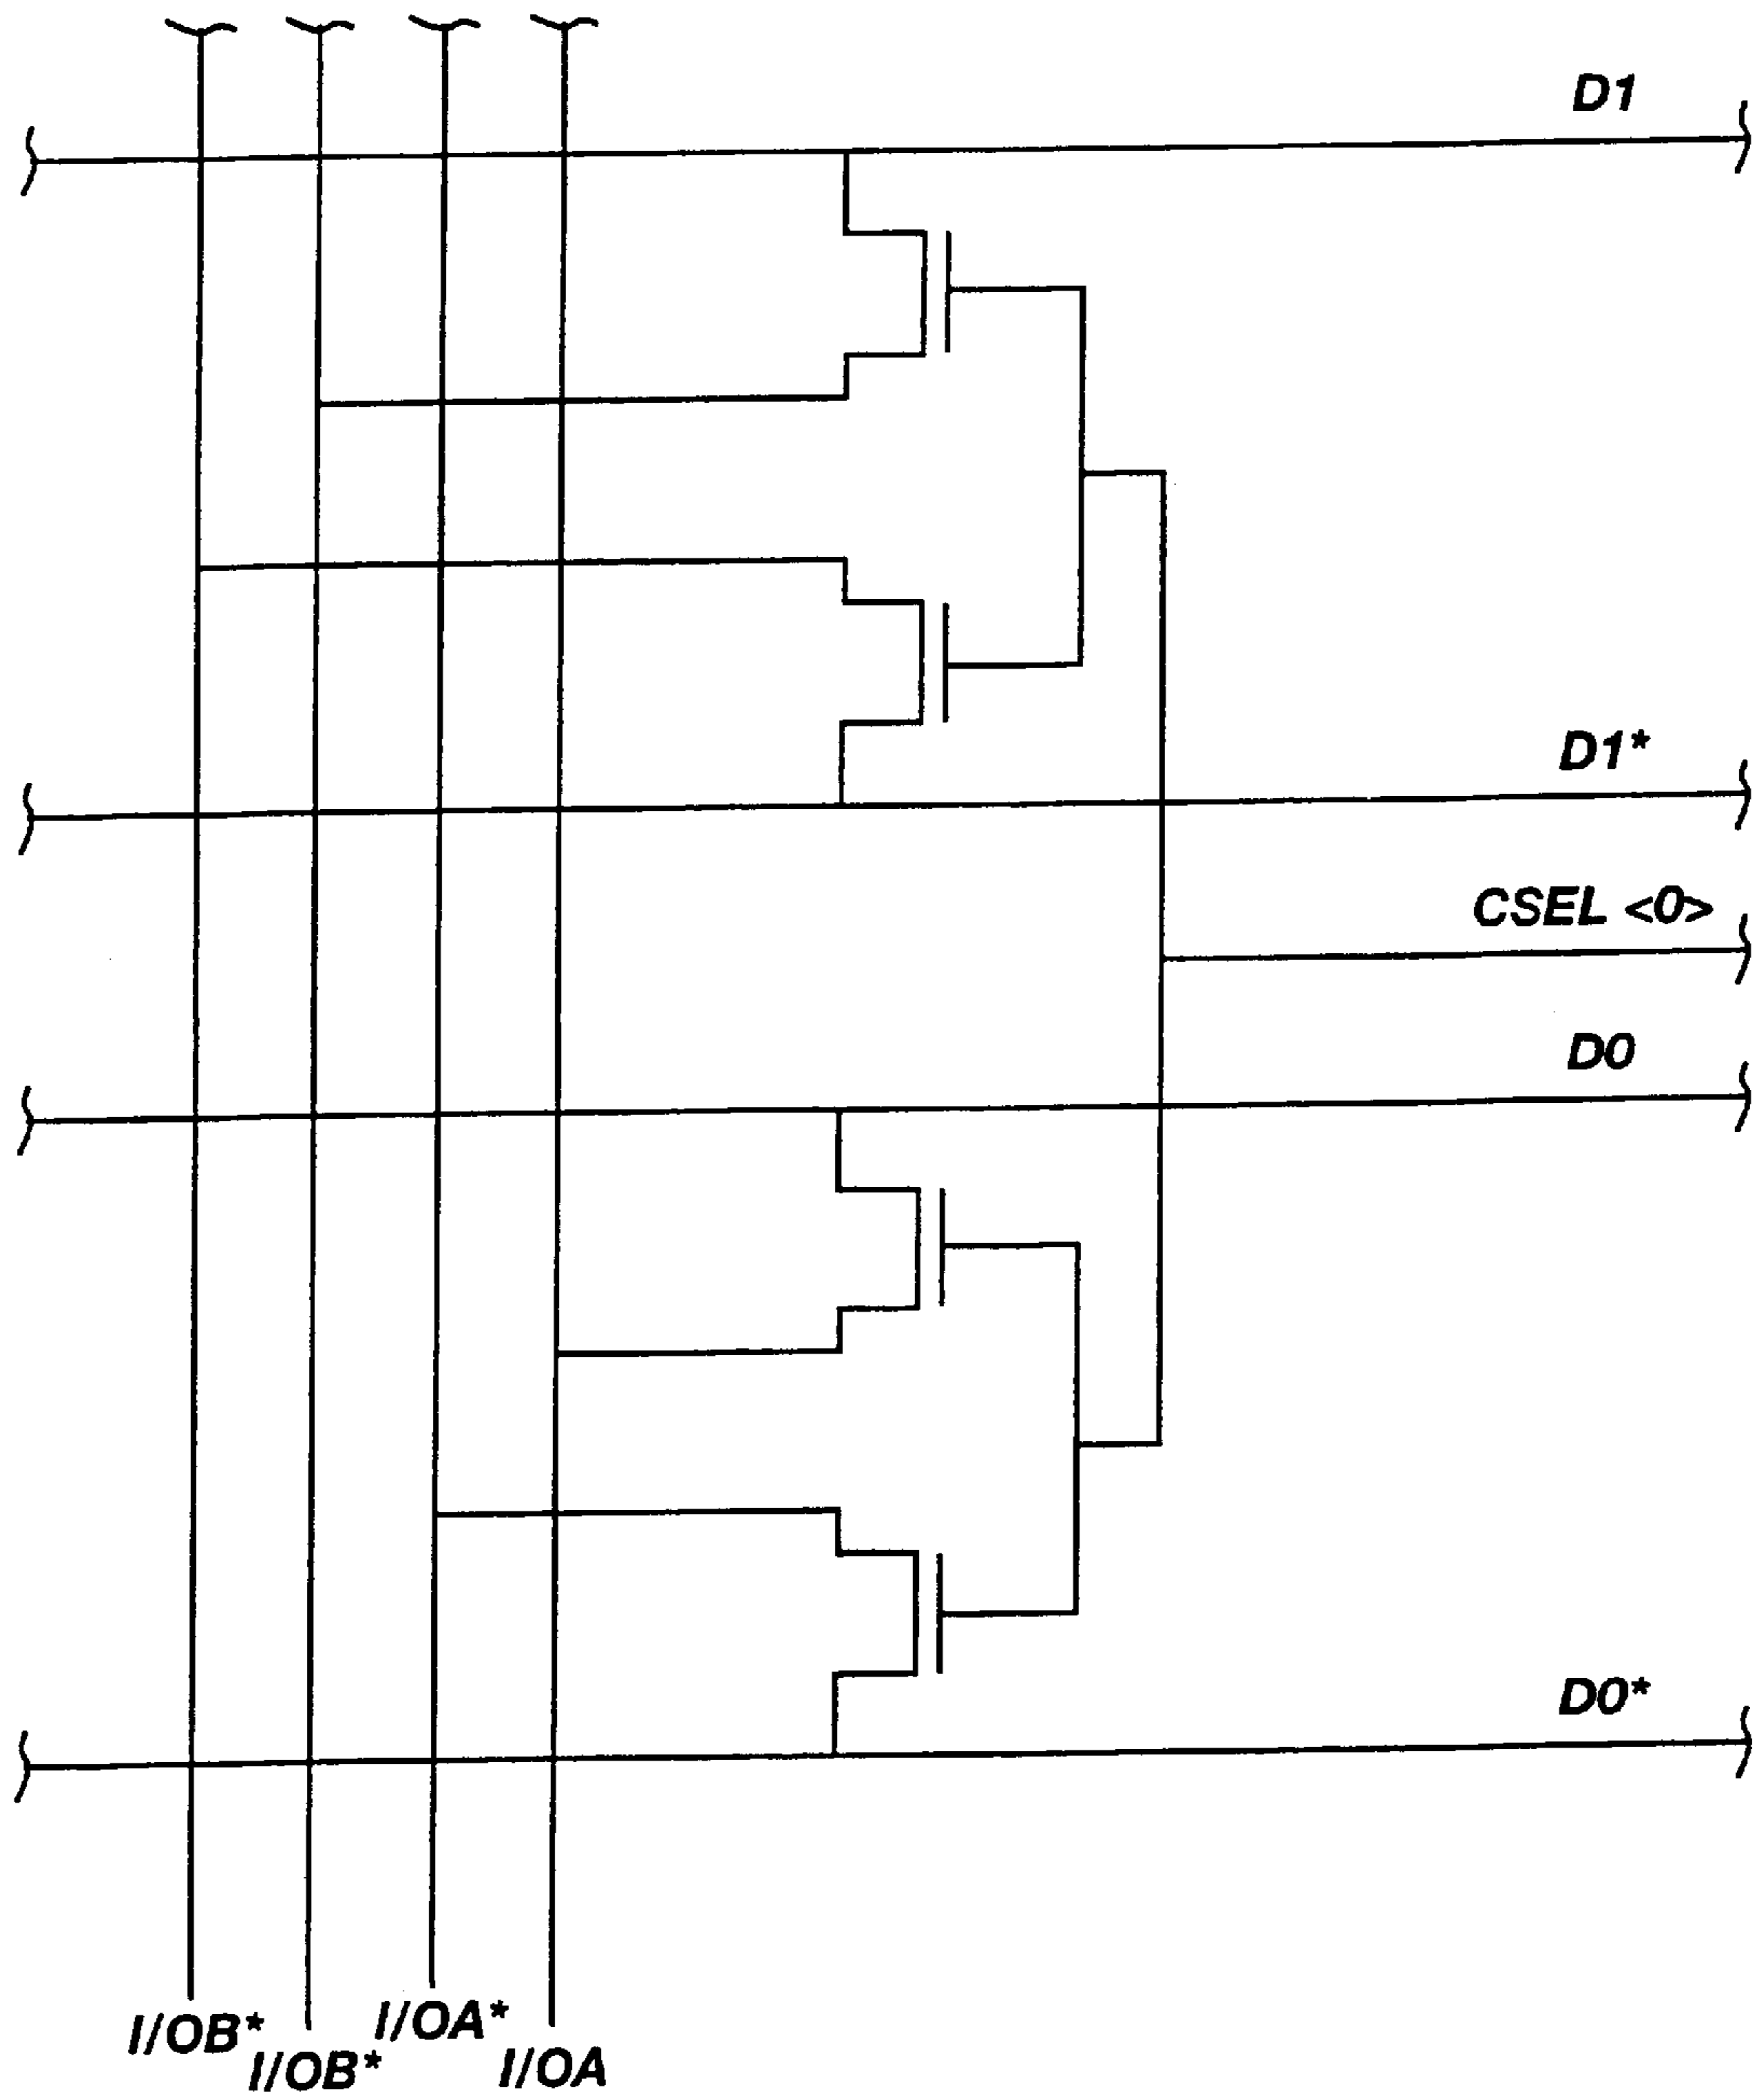 D1
D1*
CSEL <0>
D0
D0*
I/OB*
I/OB*
I/OA*
I/OA